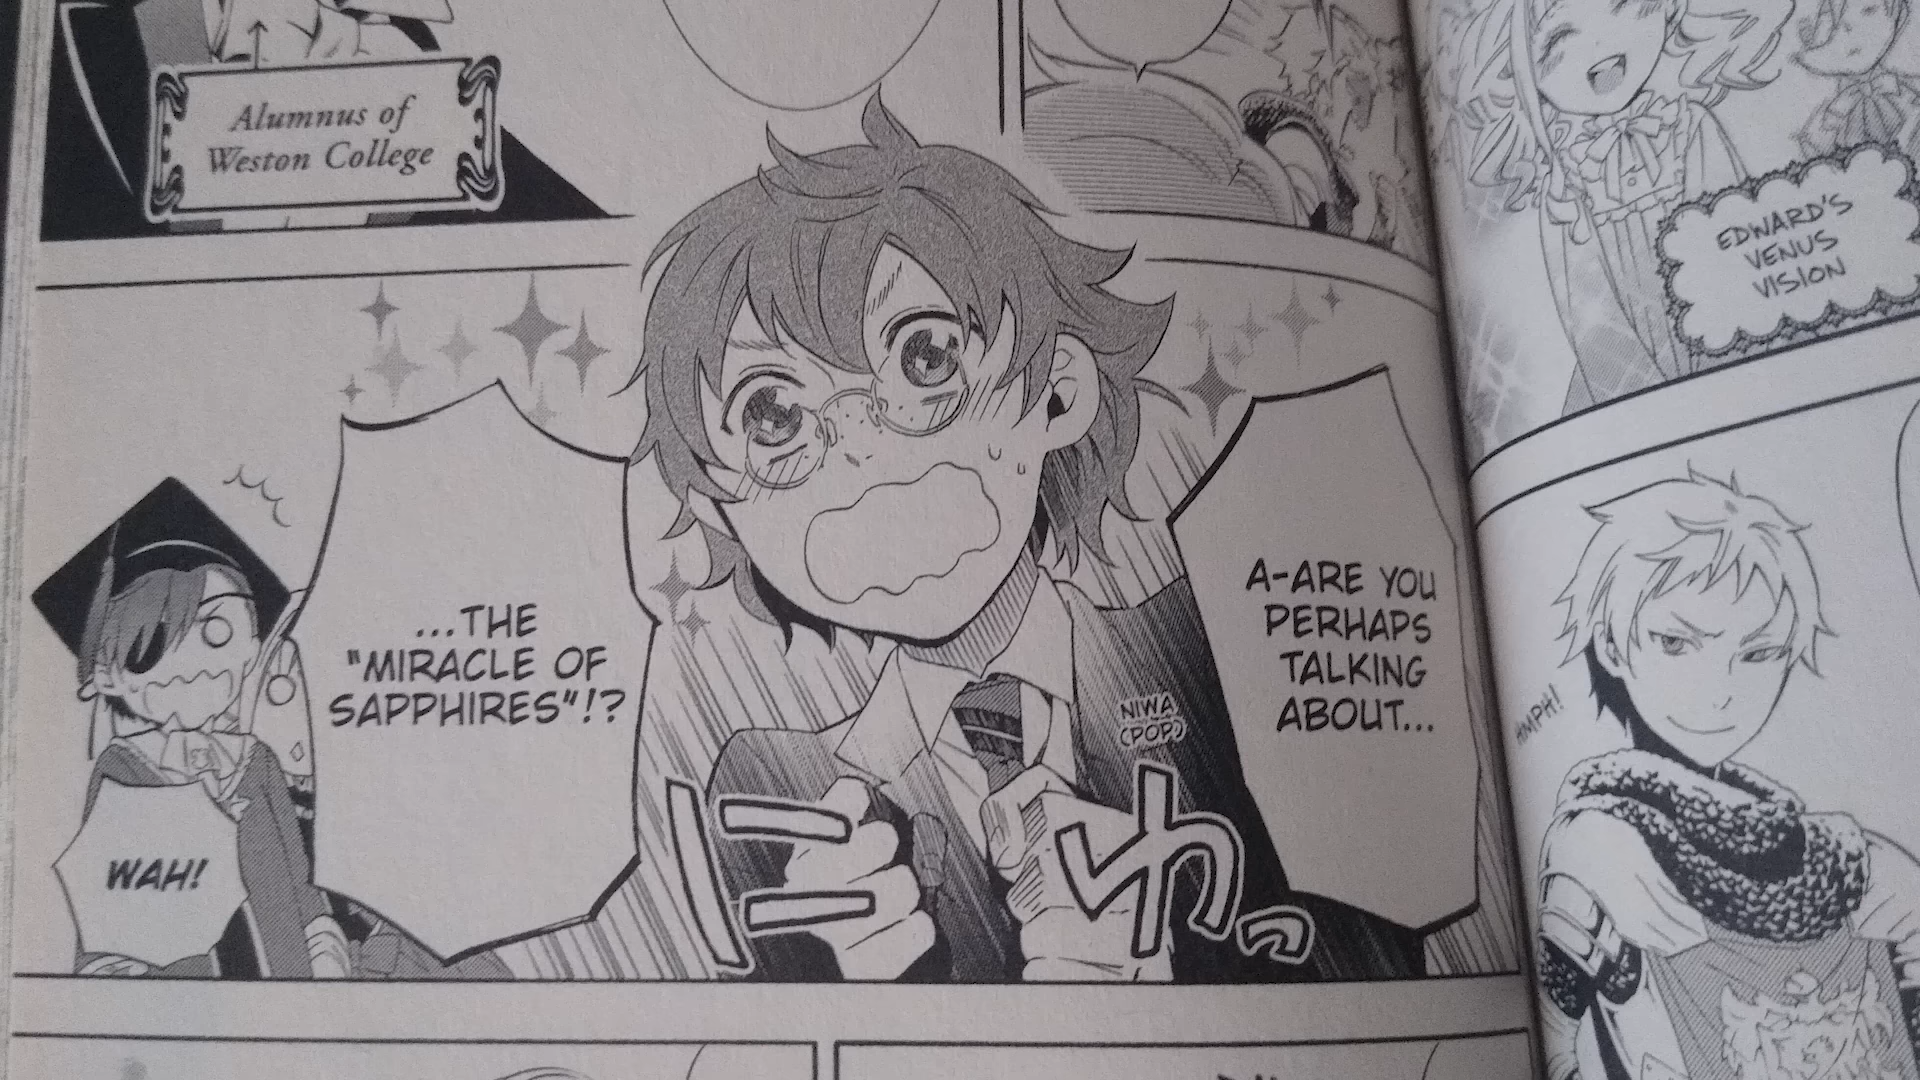 Alumnus of
Weston College
A-ARE YOU
PERHAPS
TALKING
ABOUT...
NIWA
(POP)
にゅっ
...THE
"MIRACLE OF
SAPPHIRES"!?
WAH!
EDWARD'S
VENUS
VISION
HMPH!